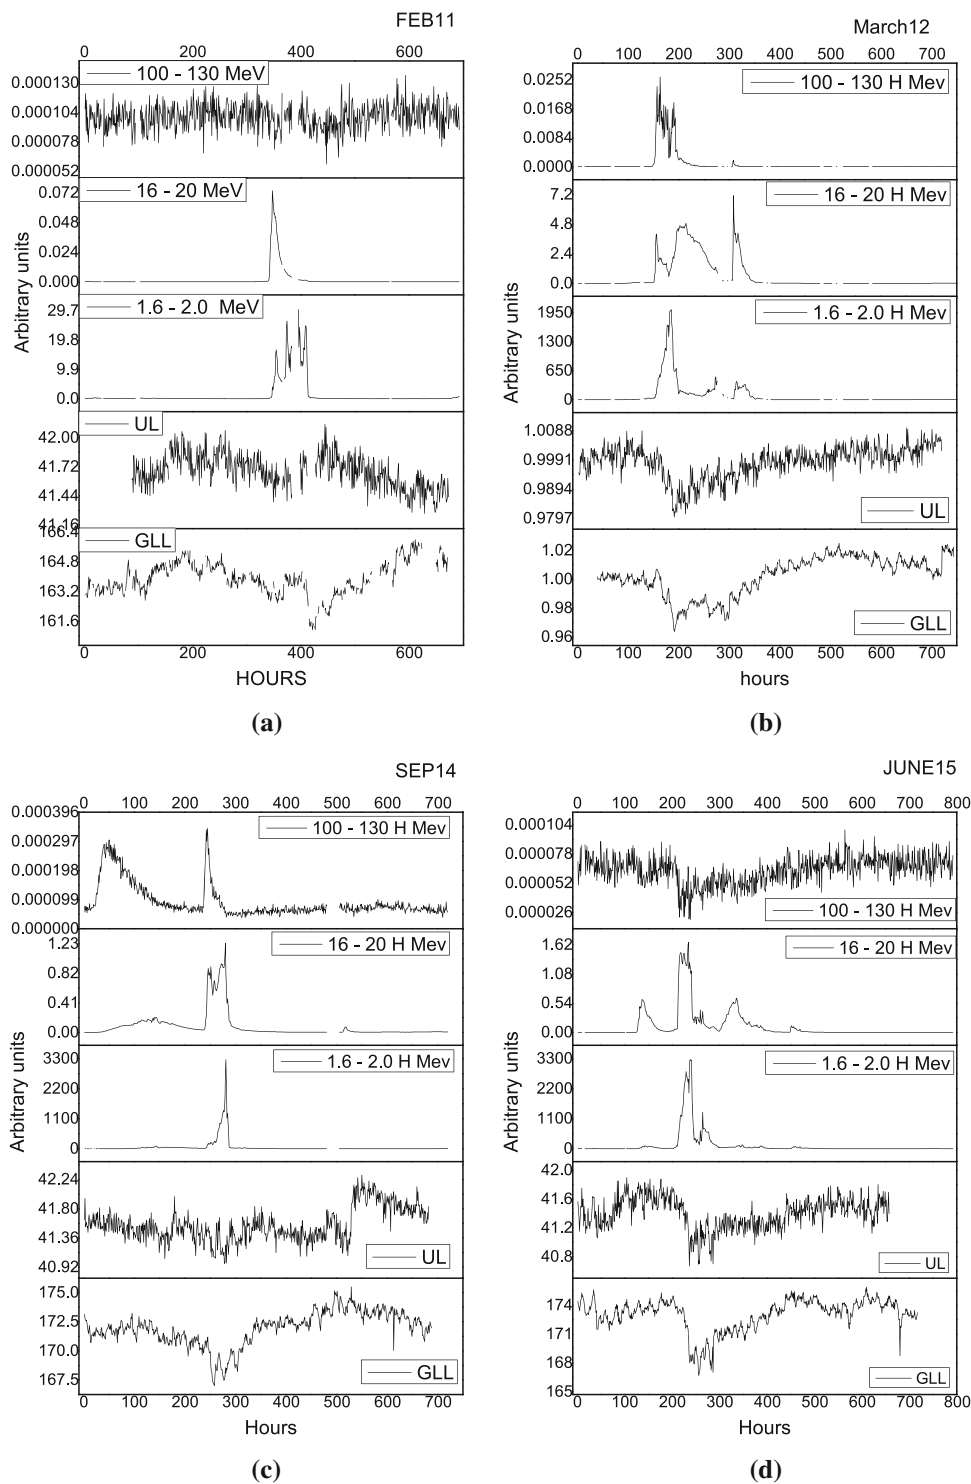 FEB11
0 200 400 600
0.000130
0.000104
0.000078
0.000052
100 - 130 MeV
0.072
0.048
0.024
0.000
16 - 20 MeV
29.7
19.8
9.9
0.0
1.6 - 2.0 MeV
42.00
41.72
41.44
41.16
UL
166.4
164.8
163.2
161.6
GLL
Arbitrary units
0 200 400 600
HOURS
(a)
March12
0 100 200 300 400 500 600 700
0.0252
0.0168
0.0084
0.0000
100 - 130 H Mev
7.2
4.8
2.4
0.0
16 - 20 H Mev
1950
1300
650
0
1.6 - 2.0 H Mev
1.0088
0.9991
0.9894
0.9797
UL
1.02
1.00
0.98
0.96
GLL
Arbitrary units
0 100 200 300 400 500 600 700
hours
(b)
SEP14
0 100 200 300 400 500 600 700
0.000396
0.000297
0.000198
0.000099
0.000000
100 - 130 H Mev
1.23
0.82
0.41
0.00
16 - 20 H Mev
3300
2200
1100
0
1.6 - 2.0 H Mev
42.24
41.80
41.36
40.92
UL
175.0
172.5
170.0
167.5
GLL
Arbitrary units
0 100 200 300 400 500 600 700
Hours
(c)
JUNE15
0 100 200 300 400 500 600 700 800
0.000104
0.000078
0.000052
0.000026
100 - 130 H Mev
1.62
1.08
0.54
0.00
16 - 20 H Mev
3300
2200
1100
0
1.6 - 2.0 H Mev
42.0
41.6
41.2
40.8
UL
174
171
168
165
GLL
Arbitrary units
0 100 200 300 400 500 600 700 800
Hours
(d)